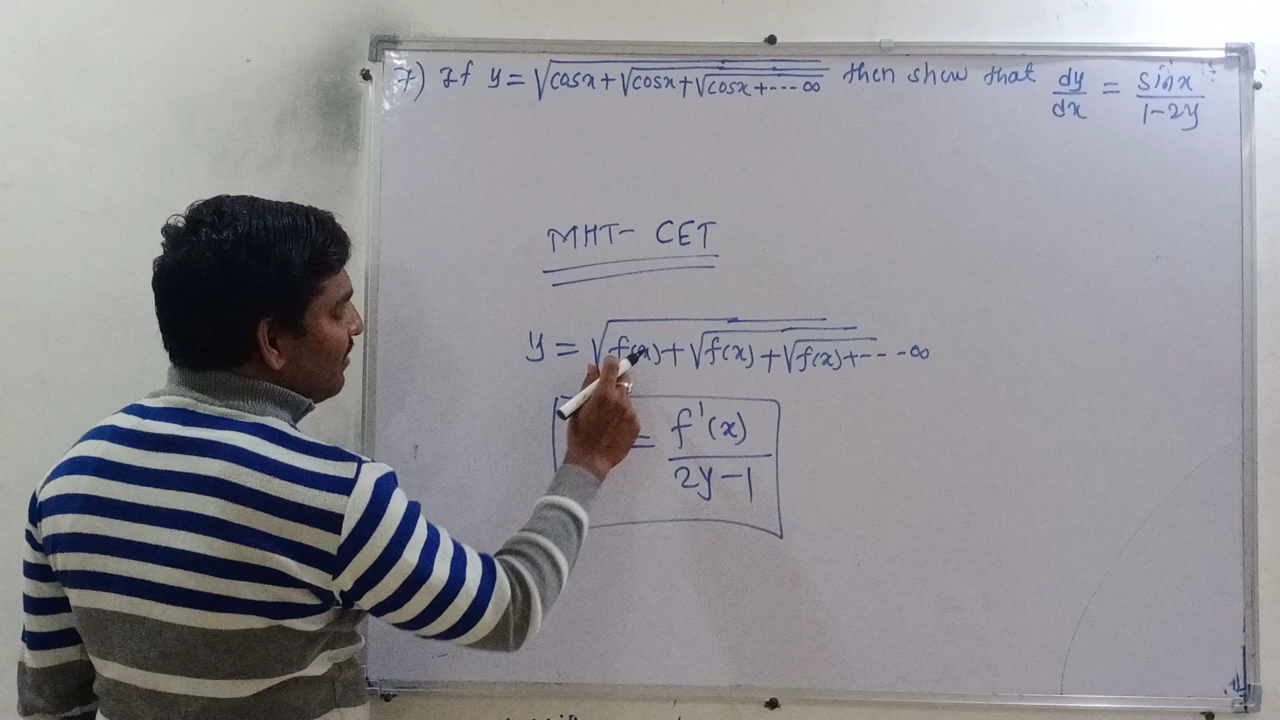 7) If y = √cosx + √cosx + √cosx + --- ∞ then show that dy/dx = sinx/1-2y
MHT- CET
y = √f(x) + √f(x) + √f(x) + --- -∞
= f'(x)/2y-1